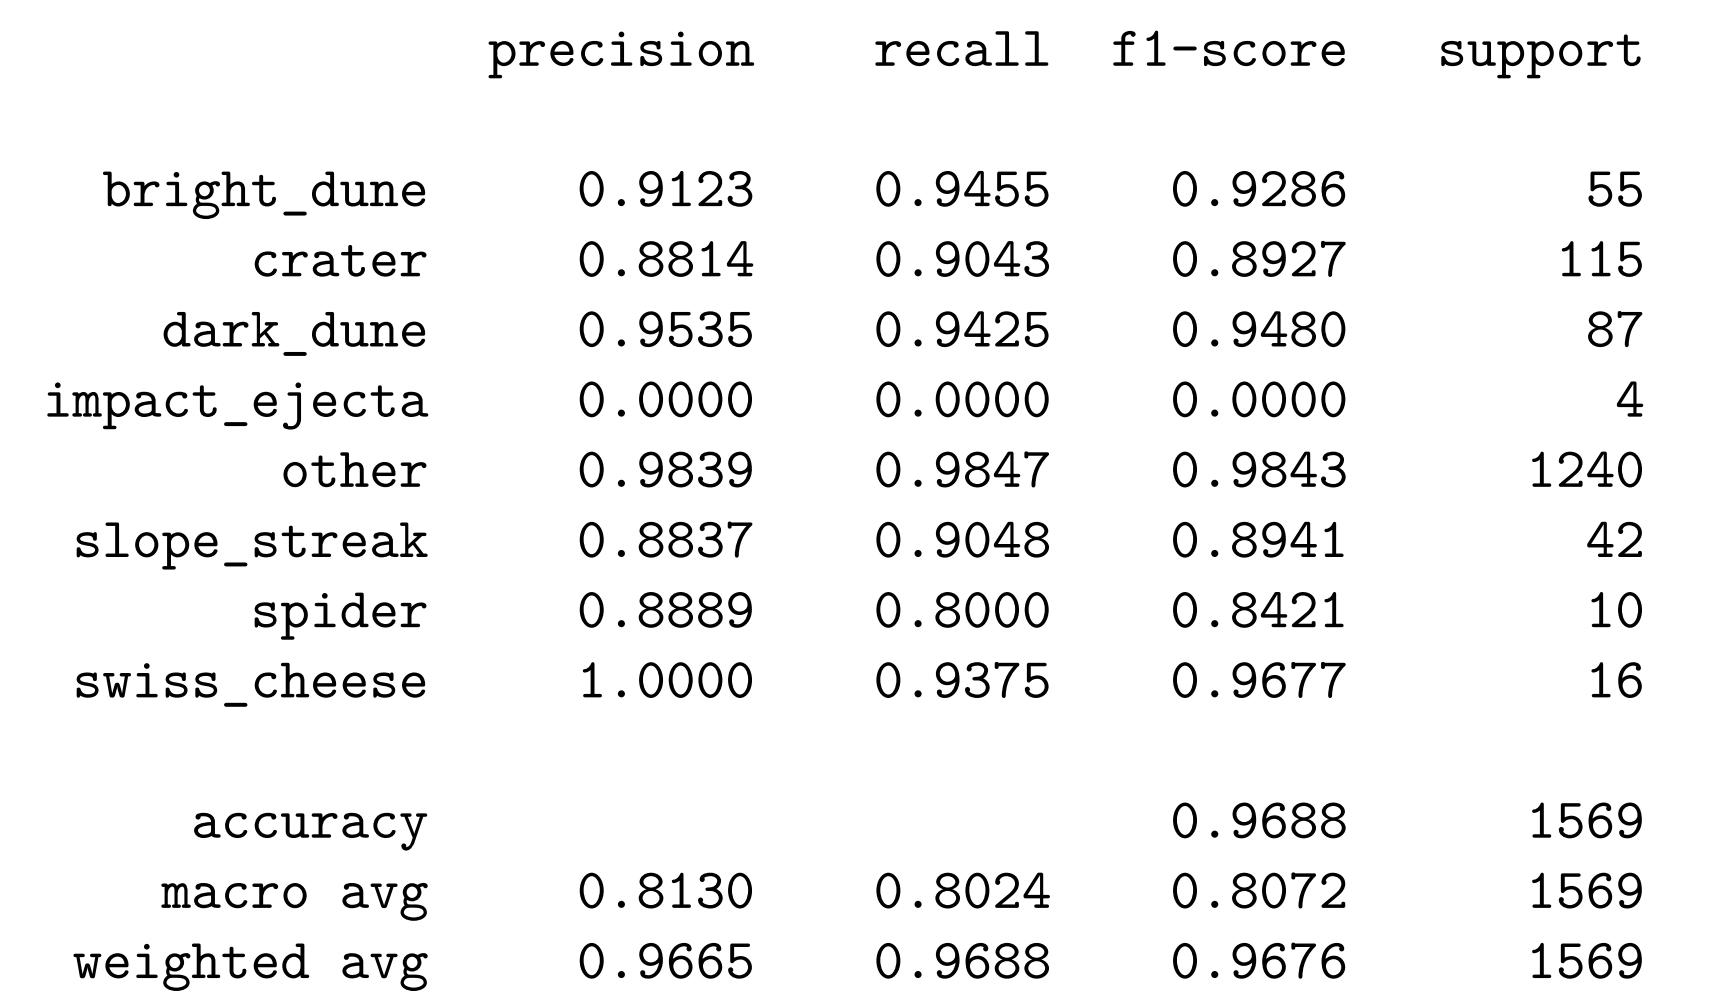 precision recall f1-score support
bright_dune 0.9123 0.9455 0.9286 55
crater 0.8814 0.9043 0.8927 115
dark_dune 0.9535 0.9425 0.9480 87
impact_ejecta 0.0000 0.0000 0.0000 4
other 0.9839 0.9847 0.9843 1240
slope_streak 0.8837 0.9048 0.8941 42
spider 0.8889 0.8000 0.8421 10
swiss_cheese 1.0000 0.9375 0.9677 16
accuracy 0.9688 1569
macro avg 0.8130 0.8024 0.8072 1569
weighted avg 0.9665 0.9688 0.9676 1569